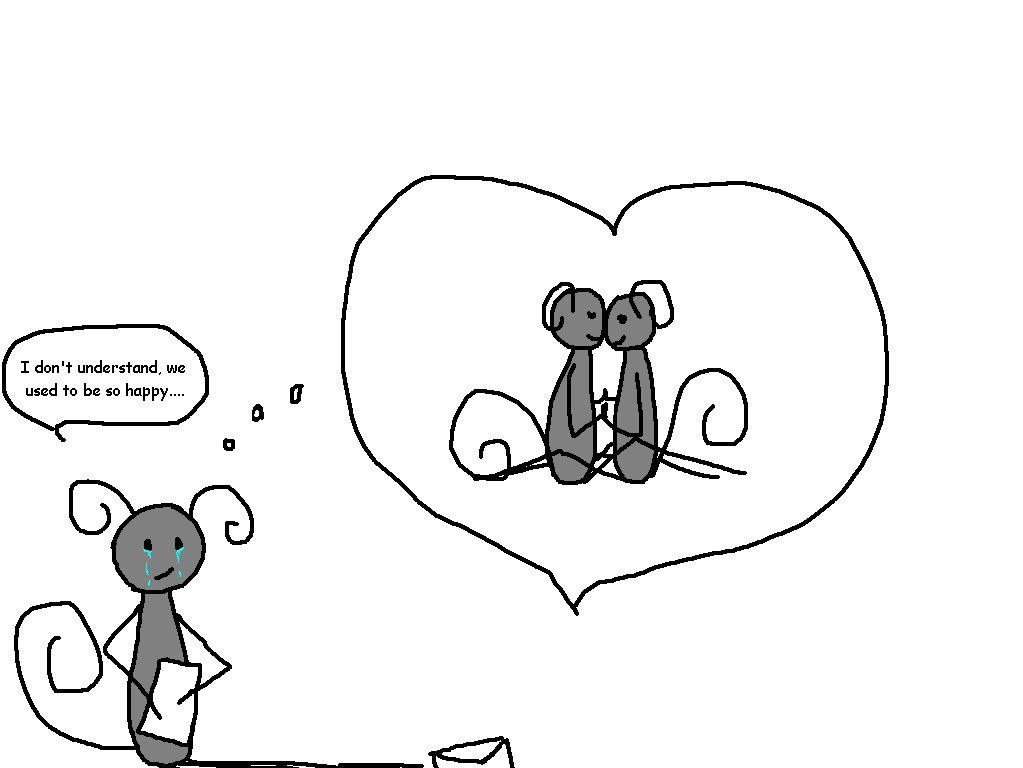 I don't understand, we
used to be so happy....